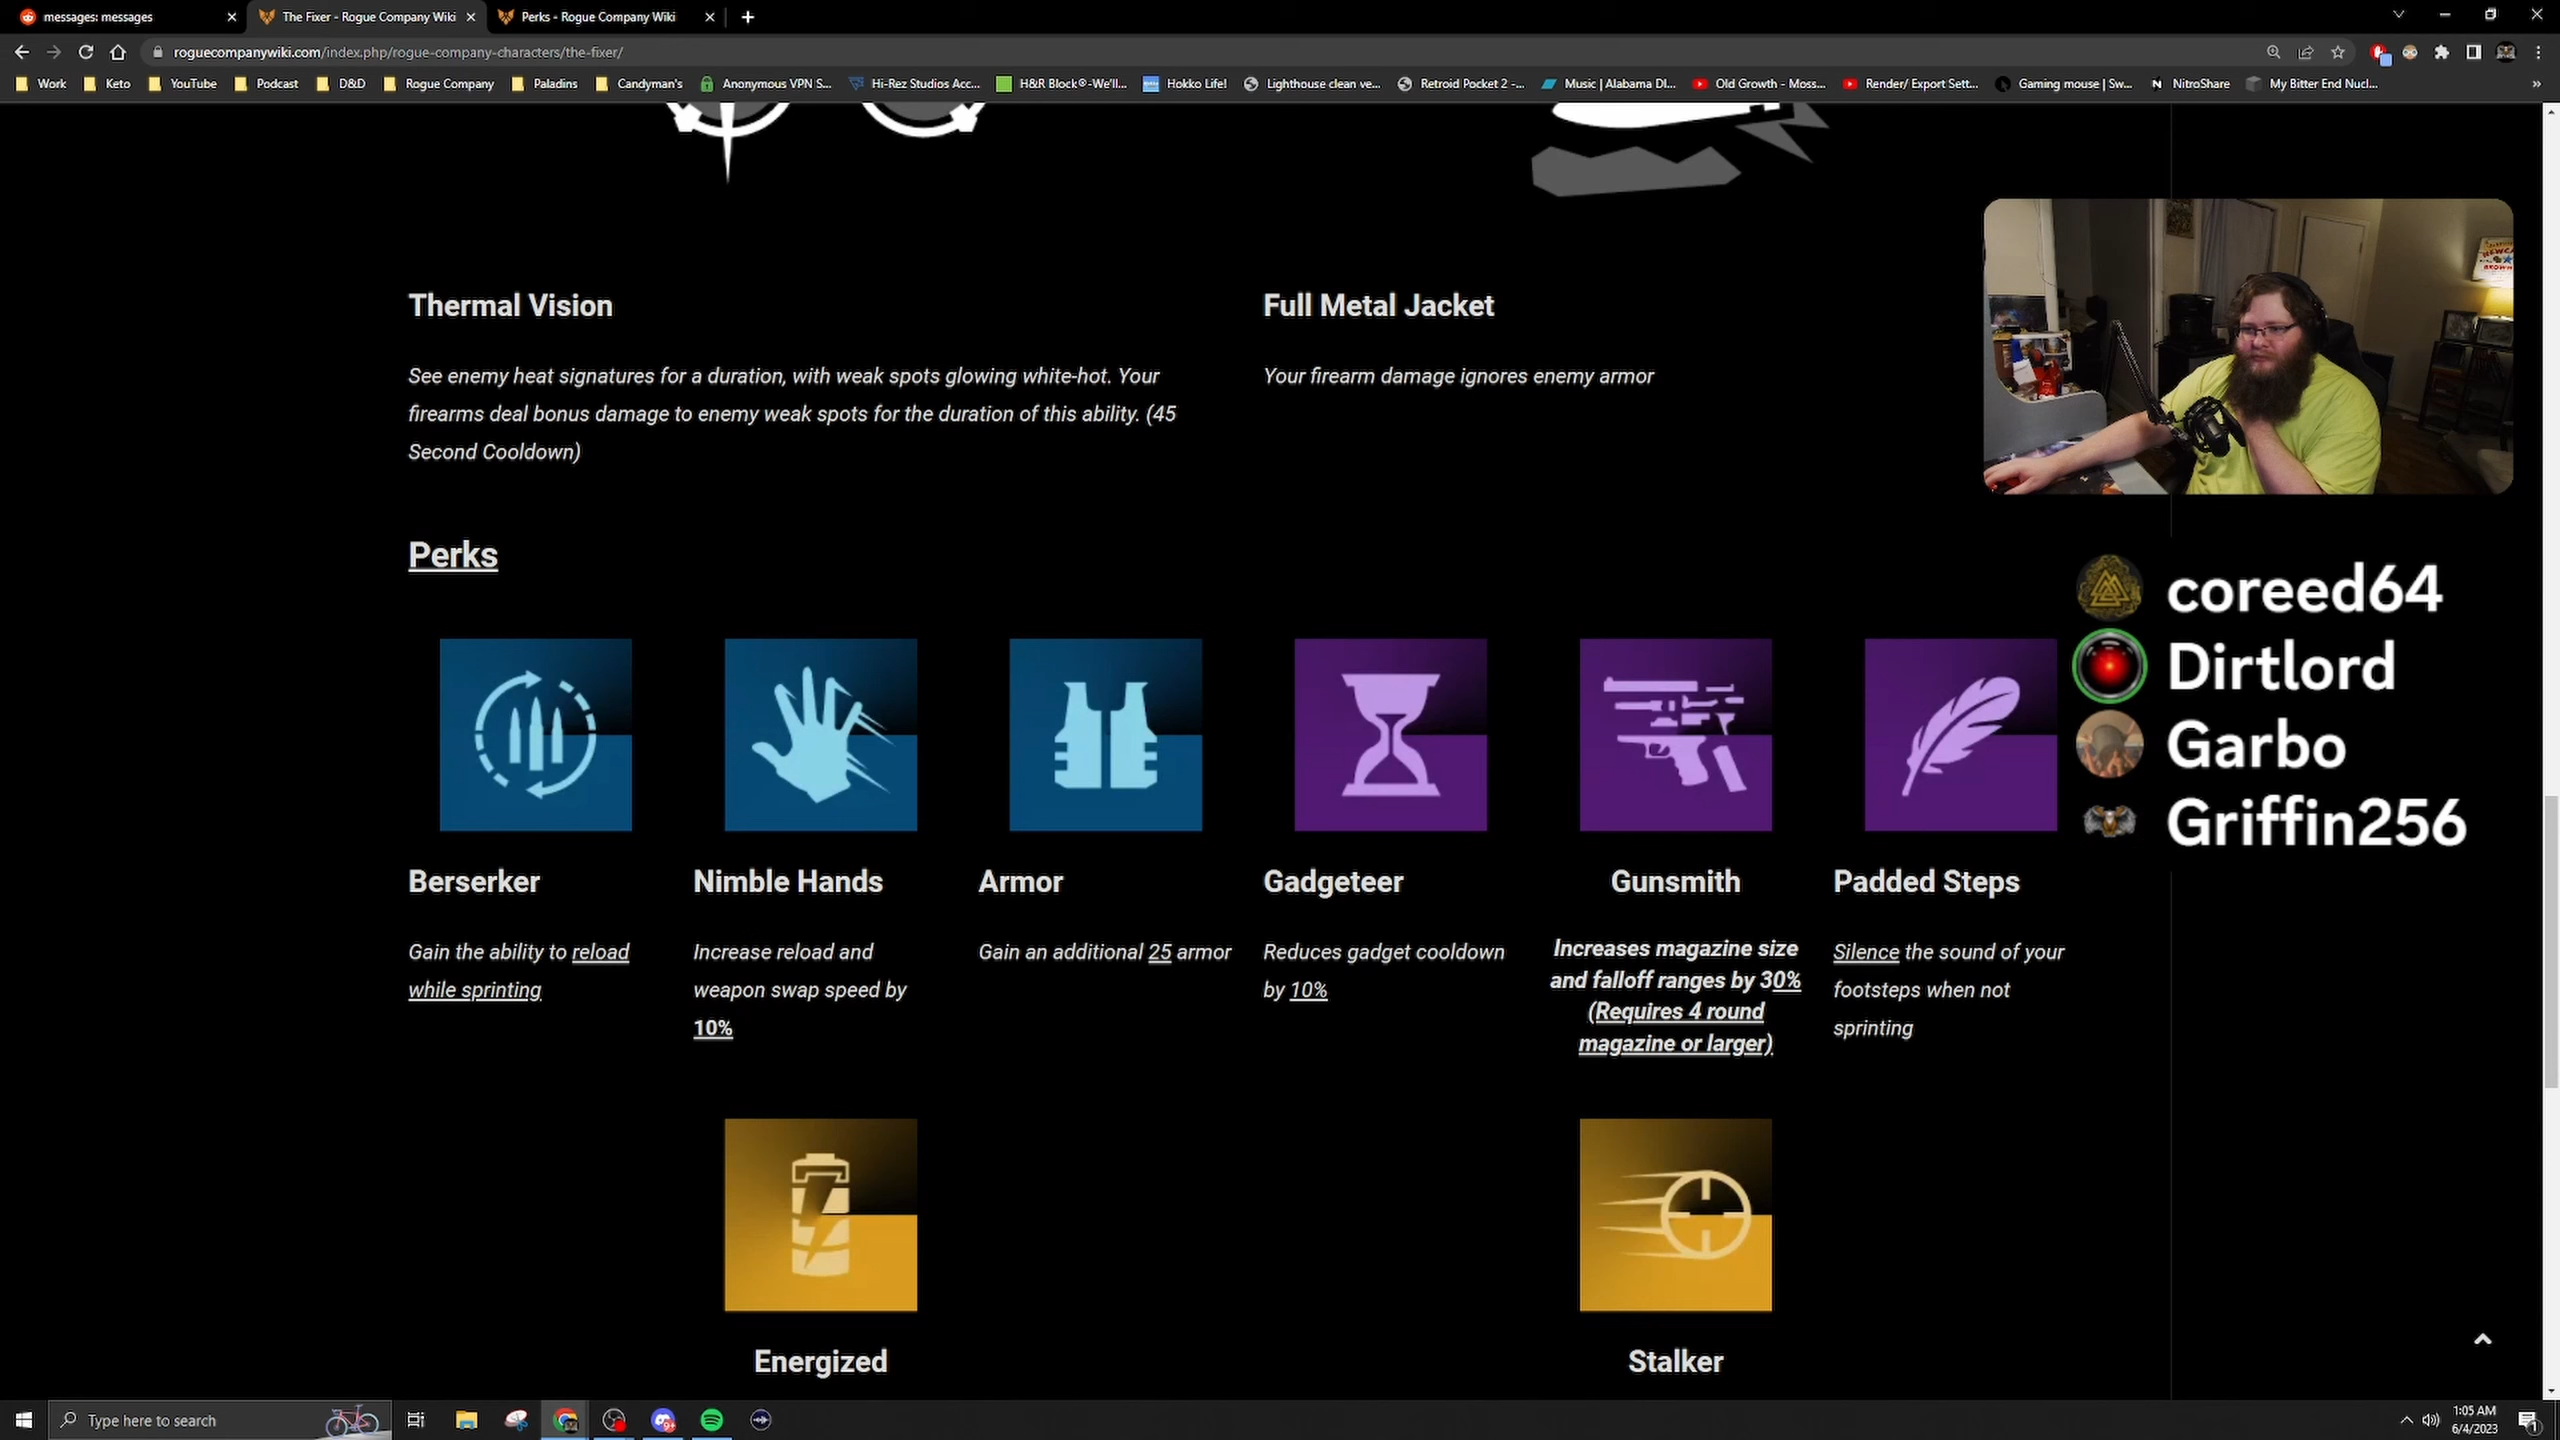 messages: messages
The Fixer - Rogue Company Wiki
Perks - Rogue Company Wiki
roguecompanywiki.com/index.php/rogue-company-characters/the-fixer/
Work Keto YouTube Podcast D&D Rogue Company Paladins Candyman's Anonymous VPN S... Hi-Rez Studios Acc... H&R Block®-We'll... Hokko Life! Lighthouse clean ve... Retroid Pocket 2 -... Music | Alabama DI... Old Growth - Moss... Render/ Export Sett... Gaming mouse | Sw... NitroShare My Bitter End Nucl...
Thermal Vision
See enemy heat signatures for a duration, with weak spots glowing white-hot. Your
firearms deal bonus damage to enemy weak spots for the duration of this ability. (45
Second Cooldown)
Full Metal Jacket
Your firearm damage ignores enemy armor
Perks
coreed64
Dirtlord
Garbo
Griffin256
Berserker
Gain the ability to reload
while sprinting
Nimble Hands
Increase reload and
weapon swap speed by
10%
Armor
Gain an additional 25 armor
Gadgeteer
Reduces gadget cooldown
by 10%
Gunsmith
Increases magazine size
and falloff ranges by 30%
(Requires 4 round
magazine or larger)
Padded Steps
Silence the sound of your
footsteps when not
sprinting
Energized
Stalker
Type here to search
1:05 AM
6/4/2023